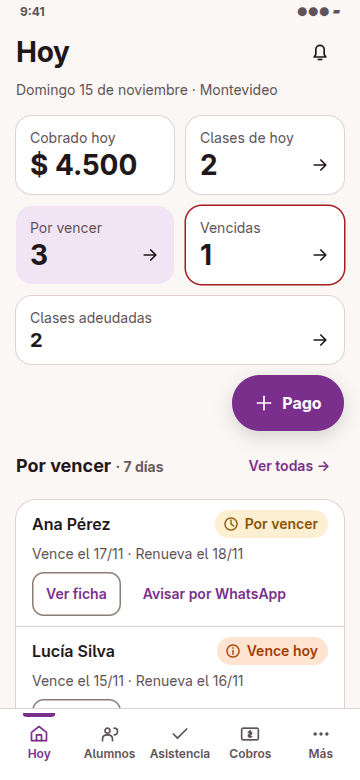 9:41
Hoy
Domingo 15 de noviembre · Montevideo
Cobrado hoy
$ 4.500
Clases de hoy
2
Por vencer
3
Vencidas
1
Clases adeudadas
2
Pago
Por vencer · 7 días
Ver todas →
Ana Pérez
Por vencer
Vence el 17/11 · Renueva el 18/11
Ver ficha
Avisar por WhatsApp
Lucía Silva
Vence hoy
Vence el 15/11 · Renueva el 16/11
Hoy
Alumnos
Asistencia
Cobros
Más